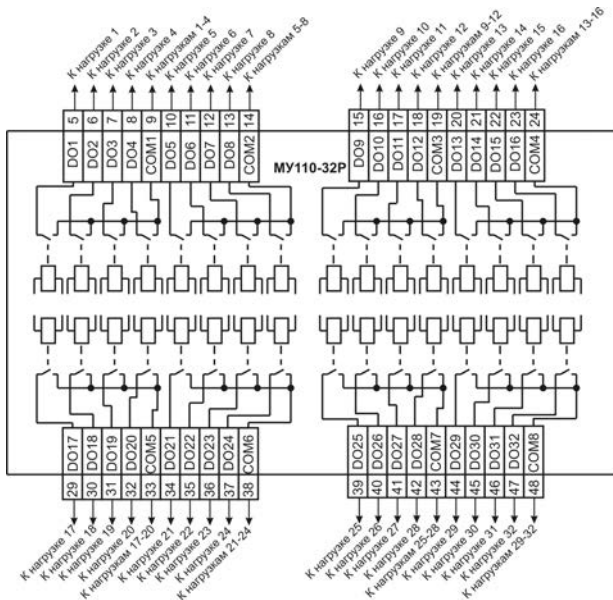 К нагрузке 1
К нагрузке 2
К нагрузке 3
К нагрузке 4
К нагрузкам 1-4
К нагрузке 5
К нагрузке 6
К нагрузке 7
К нагрузке 8
К нагрузкам 5-8
К нагрузке 9
К нагрузке 10
К нагрузке 11
К нагрузке 12
К нагрузкам 9-12
К нагрузке 13
К нагрузке 14
К нагрузке 15
К нагрузке 16
К нагрузкам 13-16
5 6 7 8 9 10 11 12 13 14
15 16 17 18 19 20 21 22 23 24
DO1 DO2 DO3 DO4 COM1 DO5 DO6 DO7 DO8 COM2
DO9 DO10 DO11 DO12 COM3 DO13 DO14 DO15 DO16 COM4
МУ110-32Р
DO17 DO18 DO19 DO20 COM5 DO21 DO22 DO23 DO24 COM6
DO25 DO26 DO27 DO28 COM7 DO29 DO30 DO31 DO32 COM8
29 30 31 32 33 34 35 36 37 38
39 40 41 42 43 44 45 46 47 48
К нагрузке 17
К нагрузке 18
К нагрузке 19
К нагрузке 20
К нагрузкам 17-20
К нагрузке 21
К нагрузке 22
К нагрузке 23
К нагрузке 24
К нагрузкам 21-24
К нагрузке 25
К нагрузке 26
К нагрузке 27
К нагрузке 28
К нагрузкам 25-28
К нагрузке 29
К нагрузке 30
К нагрузке 31
К нагрузке 32
К нагрузкам 29-32